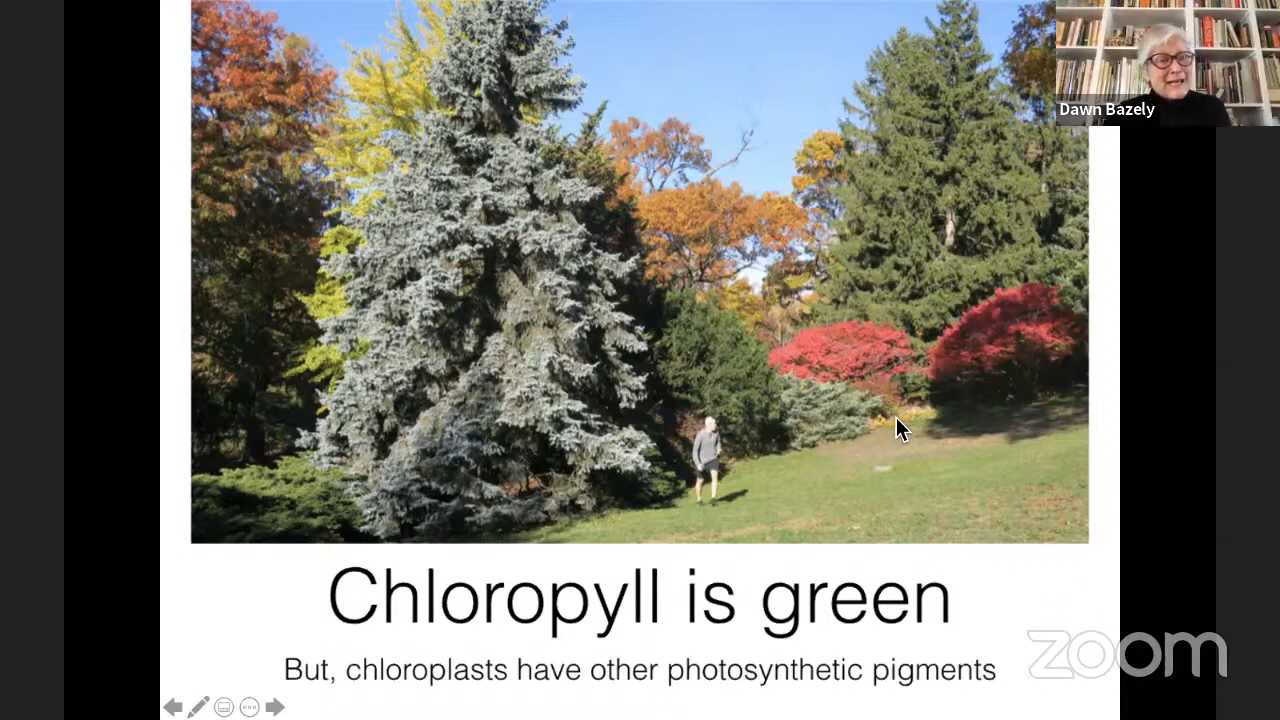 Dawn Bazely
Chloropyll is green
But, chloroplasts have other photosynthetic pigments
zoom